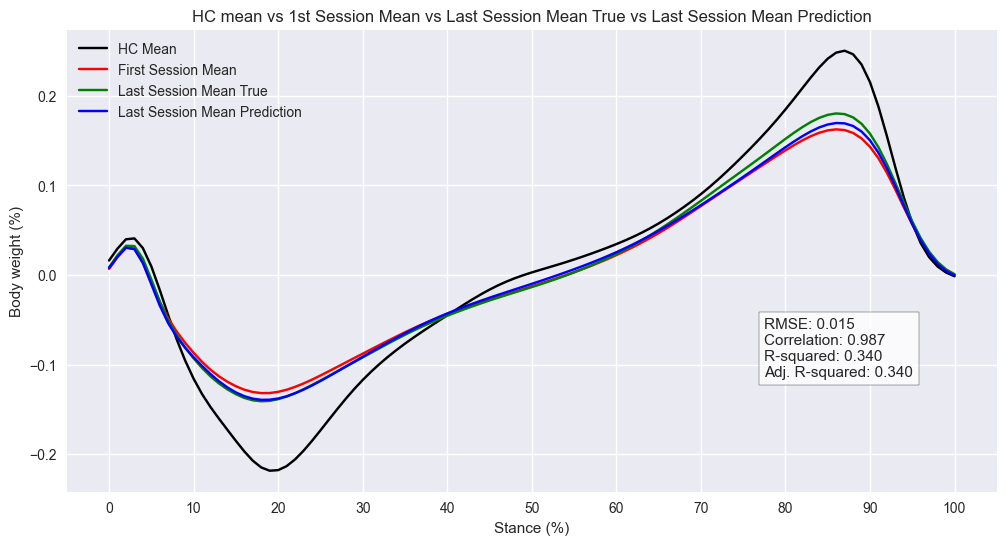 HC mean vs 1st Session Mean vs Last Session Mean True vs Last Session Mean Prediction
HC Mean
First Session Mean
Last Session Mean True
Last Session Mean Prediction
0.2
0.1
0.0
−0.1
−0.2
Body weight (%)
RMSE: 0.015
Correlation: 0.987
R-squared: 0.340
Adj. R-squared: 0.340
0 10 20 30 40 50 60 70 80 90 100
Stance (%)